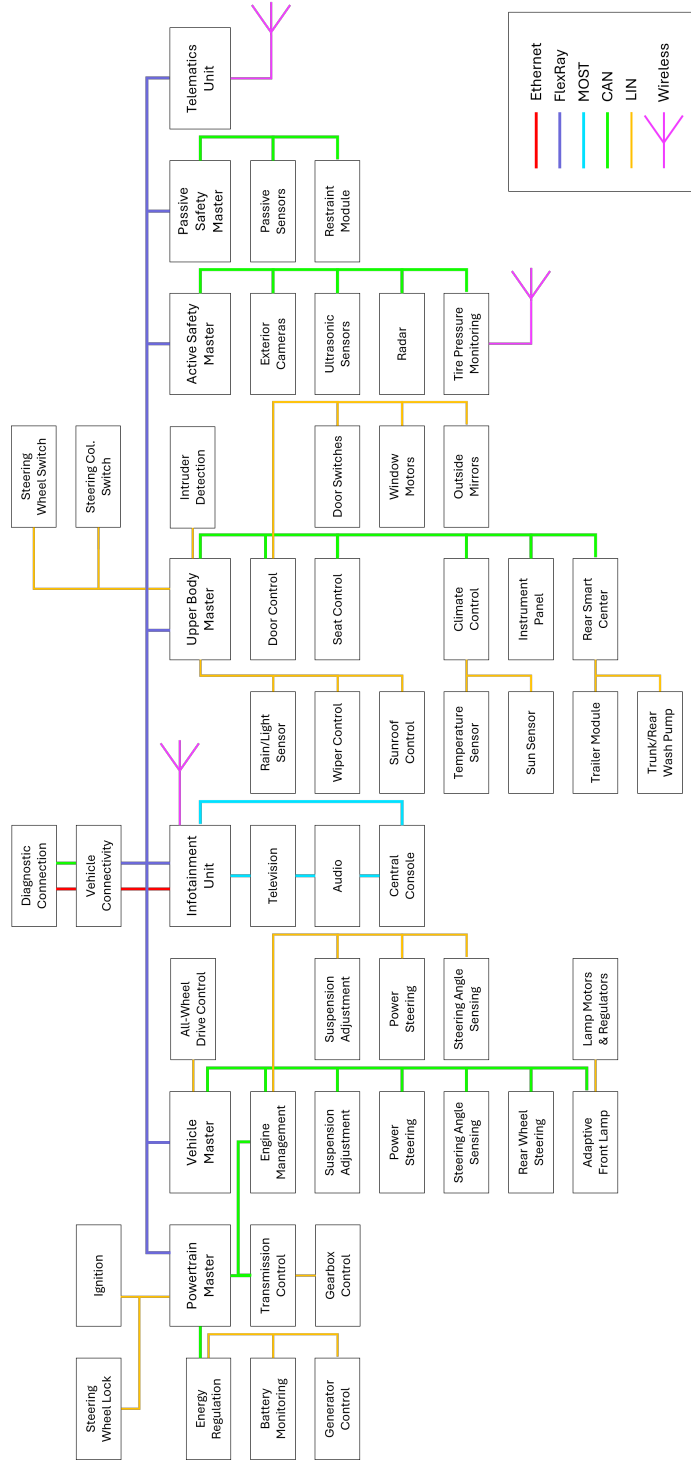 Diagnostic
Connection
Steering
Wheel Switch
Steering
Wheel Lock
Ignition
Vehicle
Connectivity
Steering Col.
Switch
Energy
Regulation
Powertrain
Master
Vehicle
Master
All-Wheel
Drive Control
Infotainment
Unit
Upper Body
Master
Intruder
Detection
Active Safety
Master
Passive
Safety
Master
Telematics
Unit
Battery
Monitoring
Transmission
Control
Engine
Management
Television
Rain/Light
Sensor
Door Control
Exterior
Cameras
Passive
Sensors
Generator
Control
Gearbox
Control
Suspension
Adjustment
Suspension
Adjustment
Audio
Wiper Control
Seat Control
Door Switches
Ultrasonic
Sensors
Restraint
Module
Power
Steering
Power
Steering
Central
Console
Sunroof
Control
Window
Motors
Radar
Steering Angle
Sensing
Steering Angle
Sensing
Temperature
Sensor
Climate
Control
Outside
Mirrors
Tire Pressure
Monitoring
Rear Wheel
Steering
Sun Sensor
Instrument
Panel
Adaptive
Front Lamp
Lamp Motors
& Regulators
Trailer Module
Rear Smart
Center
Trunk/Rear
Wash Pump
Ethernet
FlexRay
MOST
CAN
LIN
Wireless